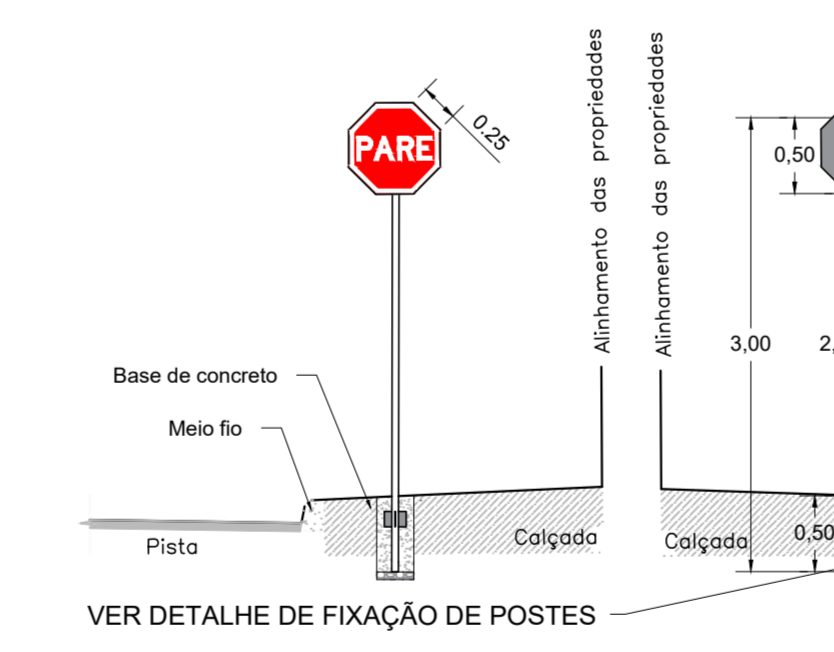 PARE
0.25
Alinhamento das propriedades
Alinhamento das propriedades
0,50
3,00
2,
Base de concreto
Meio fio
Pista
Calçada
Calçada
0,50
VER DETALHE DE FIXAÇÃO DE POSTES